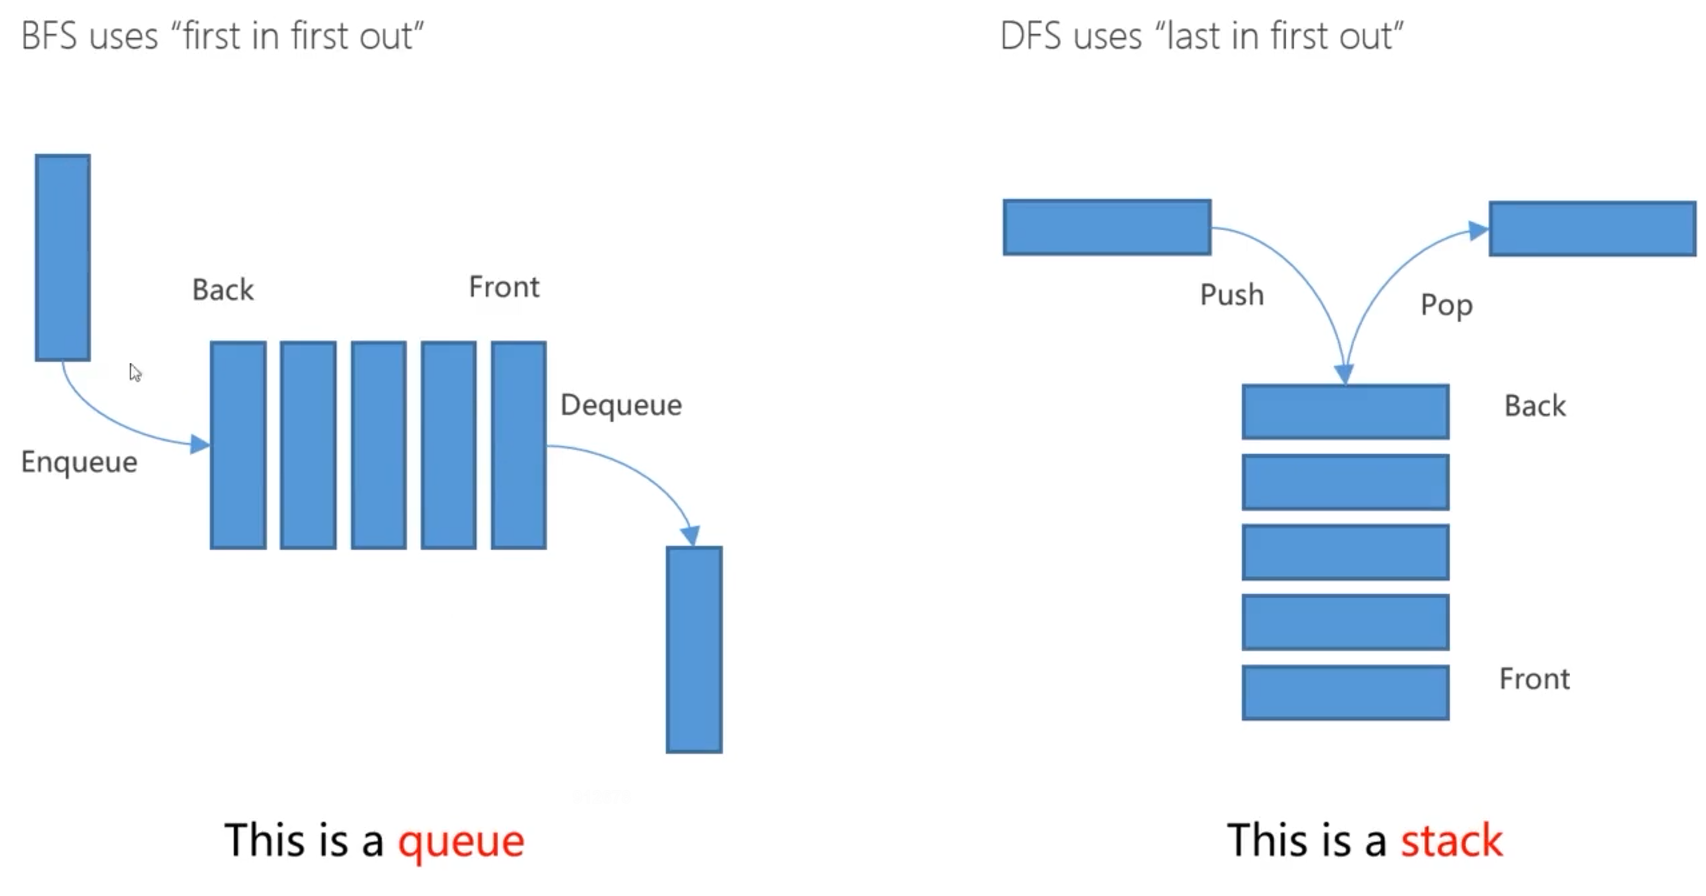 BFS uses “first in first out”
Back
Front
Dequeue
Enqueue
This is a queue
DFS uses “last in first out”
Push
Pop
Back
Front
This is a stack